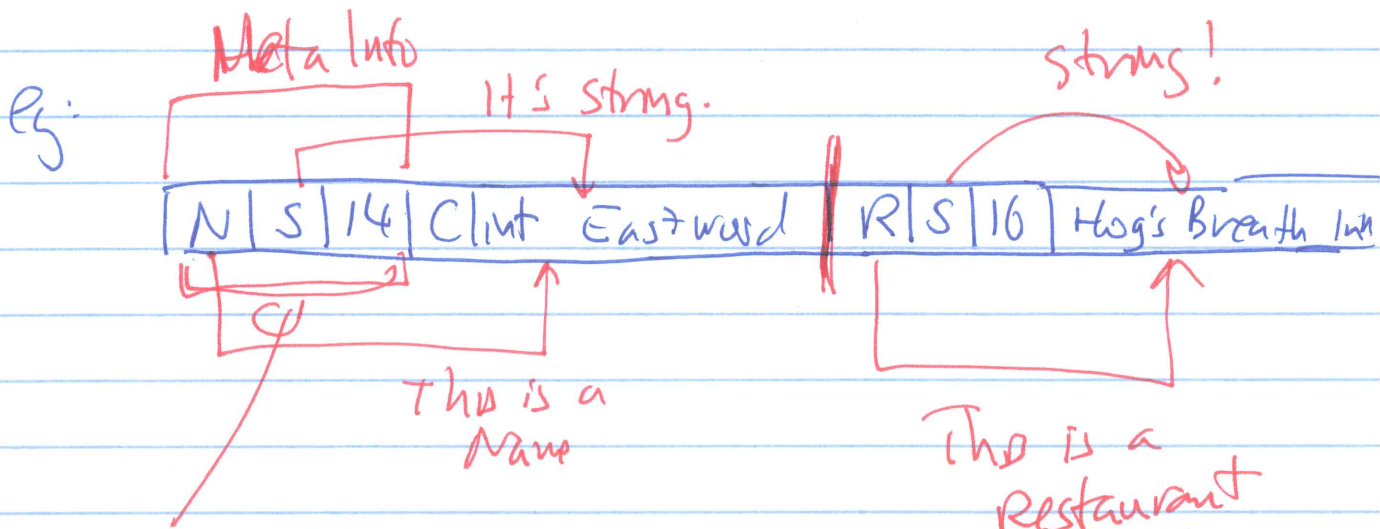 Meta Info
It's string.
string!
eg:
N | S | 14 | Clint Eastwood | R | S | 16 | Hog's Breath Inn
This is a
Name
This is a
Restaurant